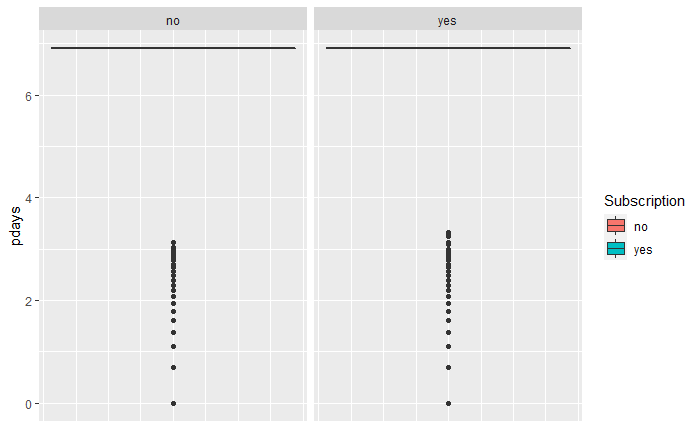 no
yes
6
4
2
0
pdays
Subscription
no
yes